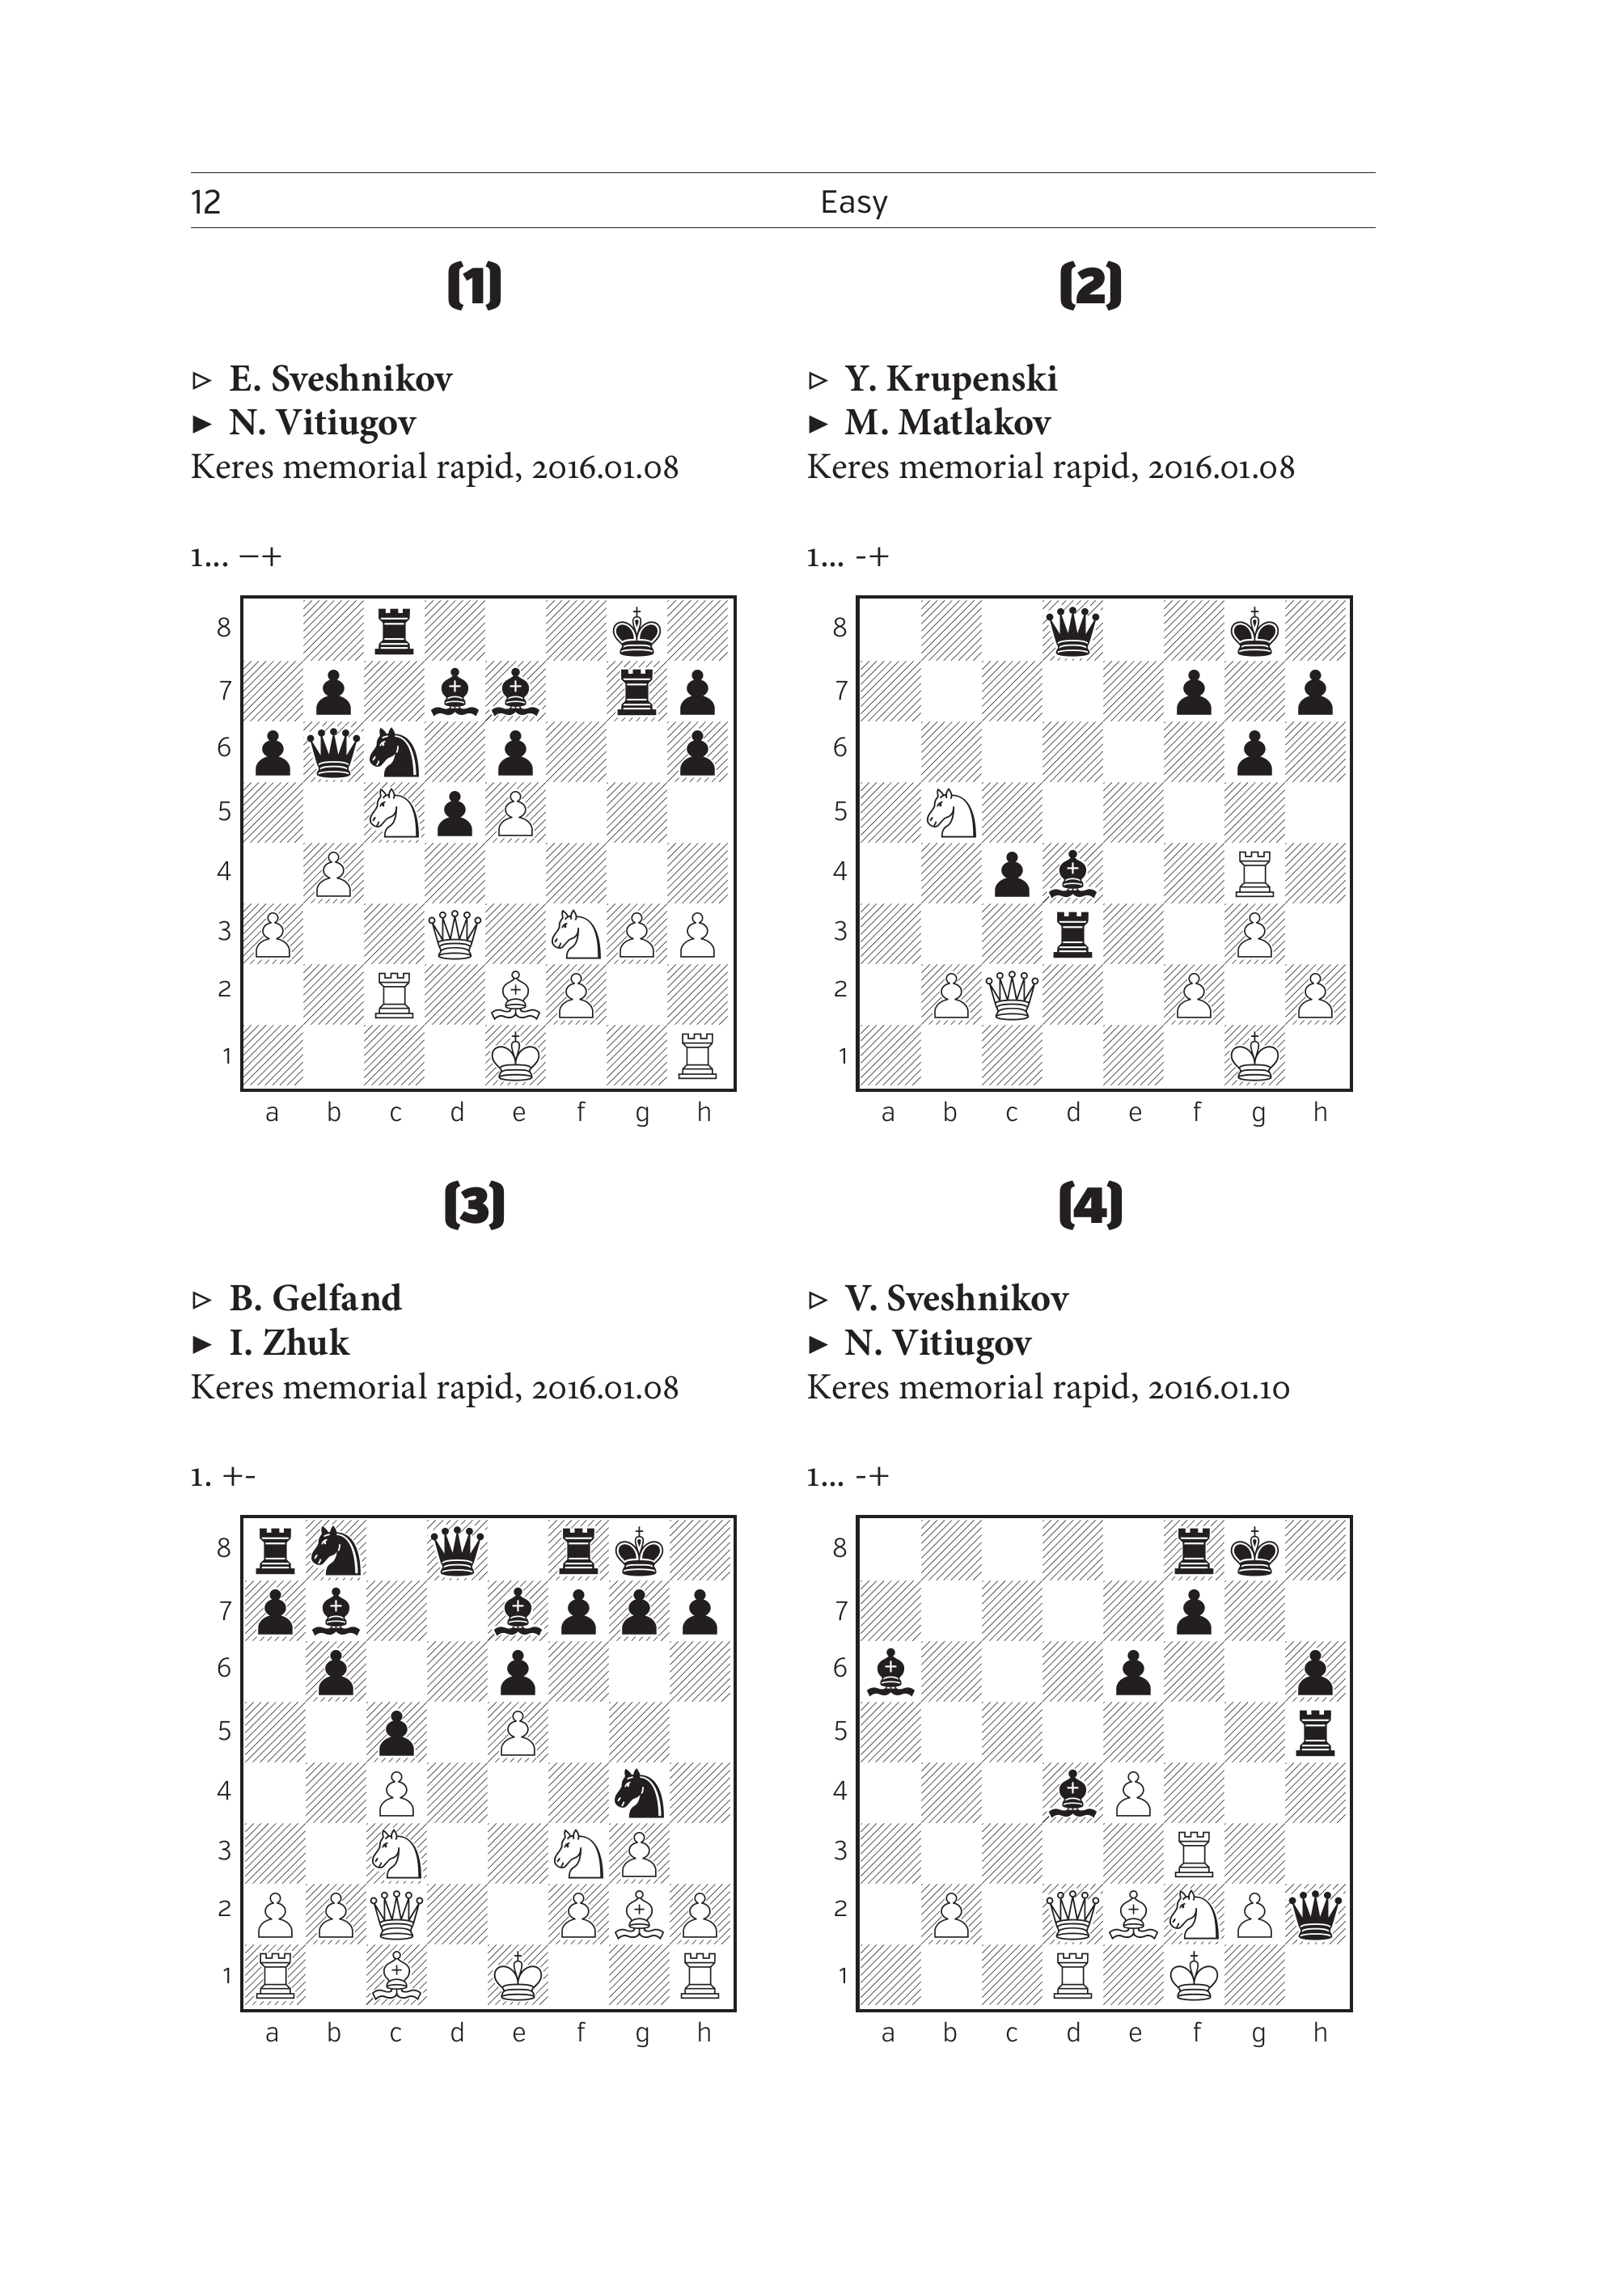 12 Easy
(1)
▷ E. Sveshnikov
► N. Vitiugov
Keres memorial rapid, 2016.01.08
1... −+
8
7
6
5
4
3
2
1
a b c d e f g h
(2)
▷ Y. Krupenski
► M. Matlakov
Keres memorial rapid, 2016.01.08
1... -+
8
7
6
5
4
3
2
1
a b c d e f g h
(3)
▷ B. Gelfand
► I. Zhuk
Keres memorial rapid, 2016.01.08
1. +-
8
7
6
5
4
3
2
1
a b c d e f g h
(4)
▷ V. Sveshnikov
► N. Vitiugov
Keres memorial rapid, 2016.01.10
1... -+
8
7
6
5
4
3
2
1
a b c d e f g h